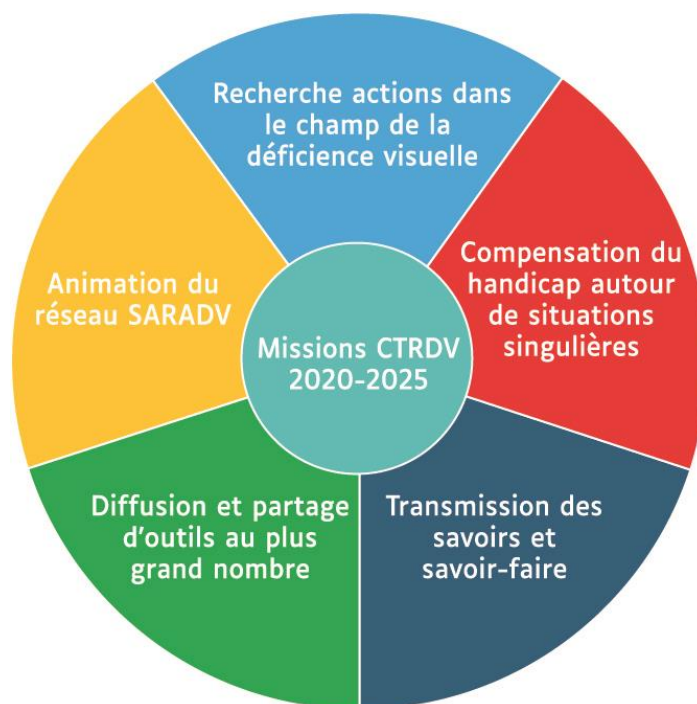 Recherche actions dans
le champ de la
déficience visuelle
Compensation du
handicap autour
de situations
singulières
Transmission des
savoirs et
savoir-faire
Diffusion et partage
d'outils au plus
grand nombre
Animation du
réseau SARADV
Missions CTRDV
2020-2025